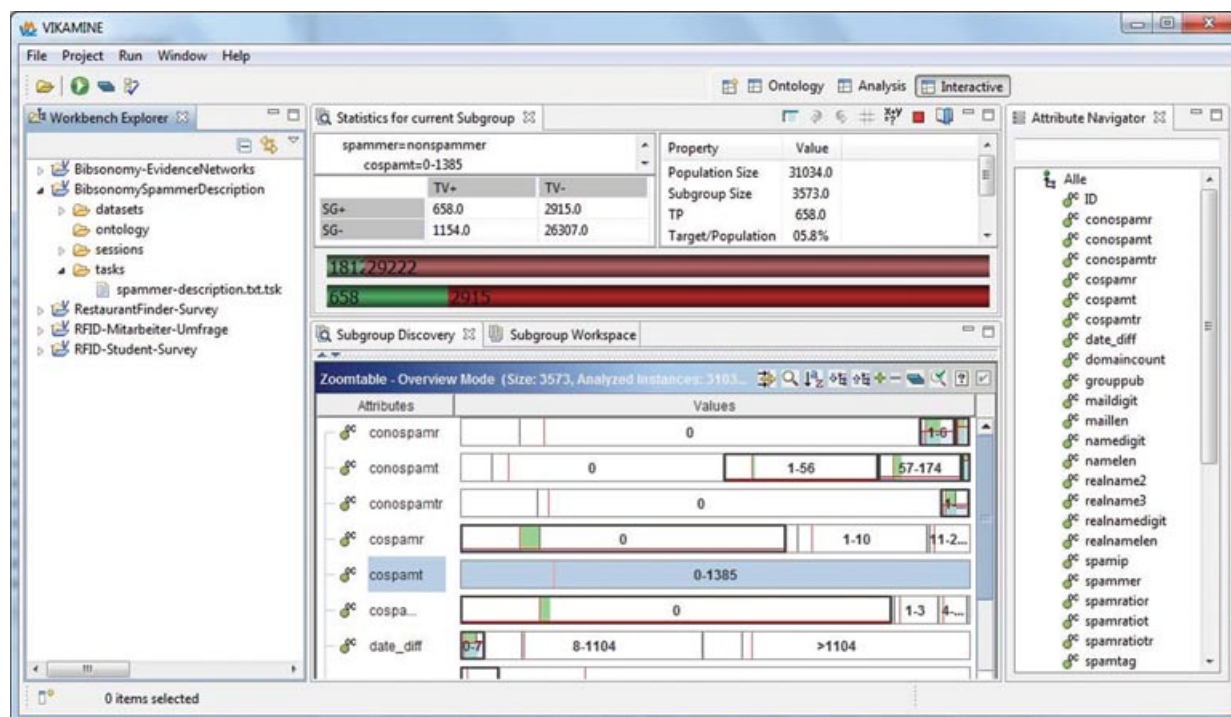 VIKAMINE
File Project Run Window Help
Ontology Analysis Interactive
Workbench Explorer
Bibsonomy-EvidenceNetworks
BibsonomySpammerDescription
datasets
ontology
sessions
tasks
spammer-description.txt.tsk
RestaurantFinder-Survey
RFID-Mitarbeiter-Umfrage
RFID-Student-Survey
Statistics for current Subgroup
spammer=nonspammer
cospamt=0-1385
TV+ TV-
SG+ 658.0 2915.0
SG- 1154.0 26307.0
Property Value
Population Size 31034.0
Subgroup Size 3573.0
TP 658.0
Target/Population 05.8%
29222
658 2915
Subgroup Discovery Subgroup Workspace
Zoomtable - Overview Mode (Size: 3573, Analyzed Instances: 3103...
Attributes Values
conospamr 0 1-6
conospamt 0 1-56 57-174
conospamtr 0
cospamr 0 1-10 11-2...
cospamt 0-1385
cospa... 0 1-3 4-...
date_diff 0-7 8-1104 >1104
Attribute Navigator
Alle
ID
conospamr
conospamt
conospamtr
cospamr
cospamt
cospamtr
date_diff
domaincount
grouppub
maildigit
maillen
namedigit
namelen
realname2
realname3
realnamedigit
realnamelen
spamip
spammer
spamratior
spamratiot
spamratiotr
spamtag
0 items selected